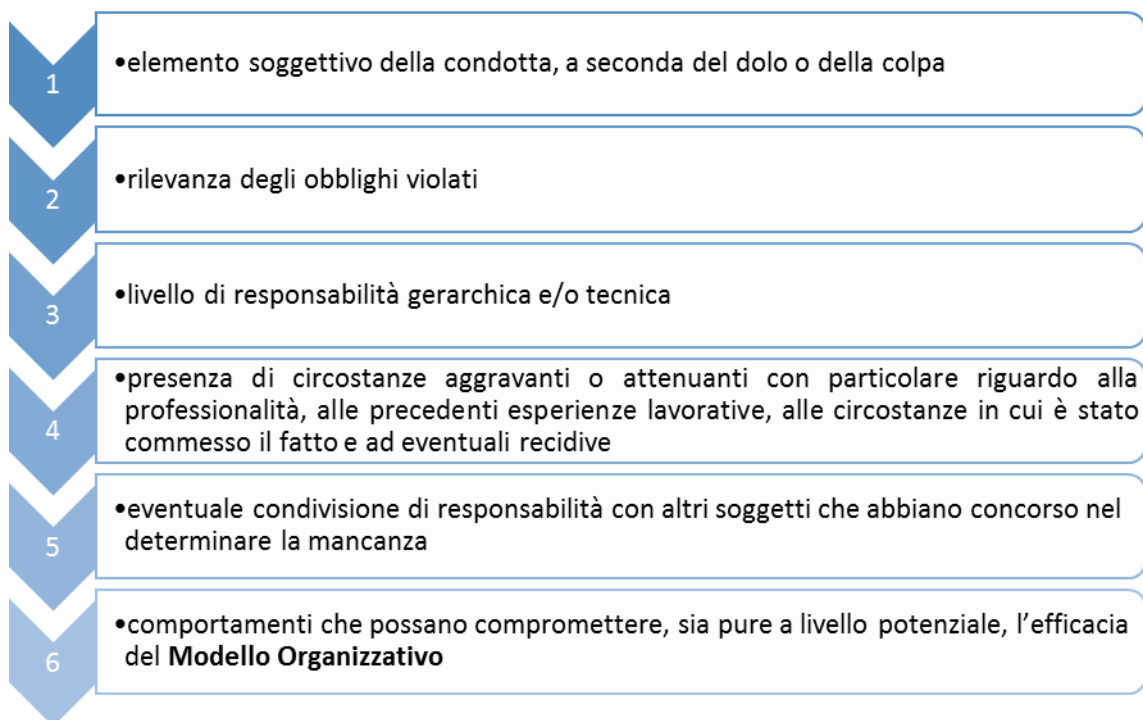 1
•elemento soggettivo della condotta, a seconda del dolo o della colpa
2
•rilevanza degli obblighi violati
3
•livello di responsabilità gerarchica e/o tecnica
4
•presenza di circostanze aggravanti o attenuanti con particolare riguardo alla
professionalità, alle precedenti esperienze lavorative, alle circostanze in cui è stato
commesso il fatto e ad eventuali recidive
5
•eventuale condivisione di responsabilità con altri soggetti che abbiano concorso nel
determinare la mancanza
6
•comportamenti che possano compromettere, sia pure a livello potenziale, l’efficacia
del Modello Organizzativo